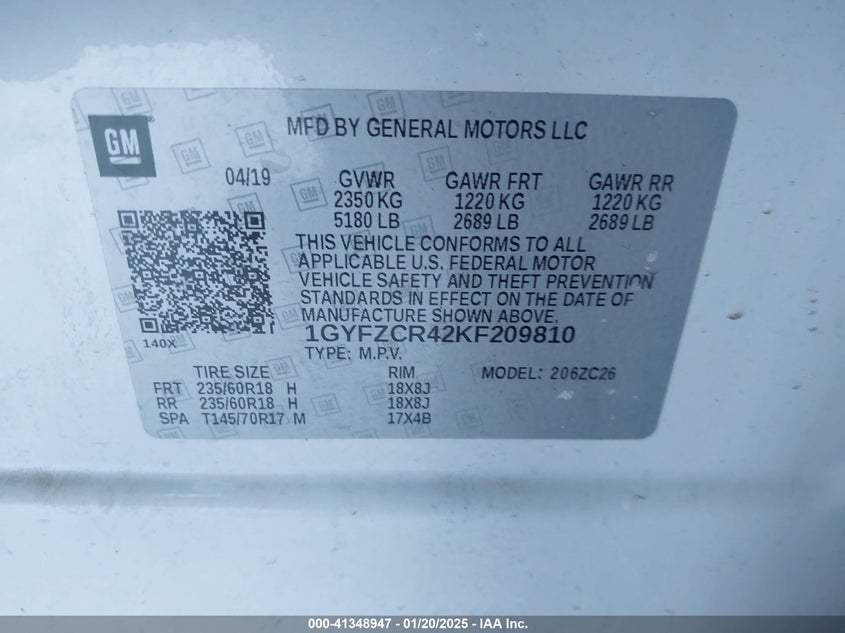 GM
MFD BY GENERAL MOTORS LLC
04/19 GVWR GAWR FRT GAWR RR
2350 KG 1220 KG 1220 KG
5180 LB 2689 LB 2689 LB
THIS VEHICLE CONFORMS TO ALL
APPLICABLE U.S. FEDERAL MOTOR
VEHICLE SAFETY AND THEFT PREVENTION
STANDARDS IN EFFECT ON THE DATE OF
MANUFACTURE SHOWN ABOVE.
1GYFZCR42KF209810
140X
TYPE: M.P.V.
TIRE SIZE RIM MODEL: 206ZC26
FRT 235/60R18 H 18X8J
RR 235/60R18 H 18X8J
SPA T145/70R17 M 17X4B
000-41348947 - 01/20/2025 - IAA Inc.